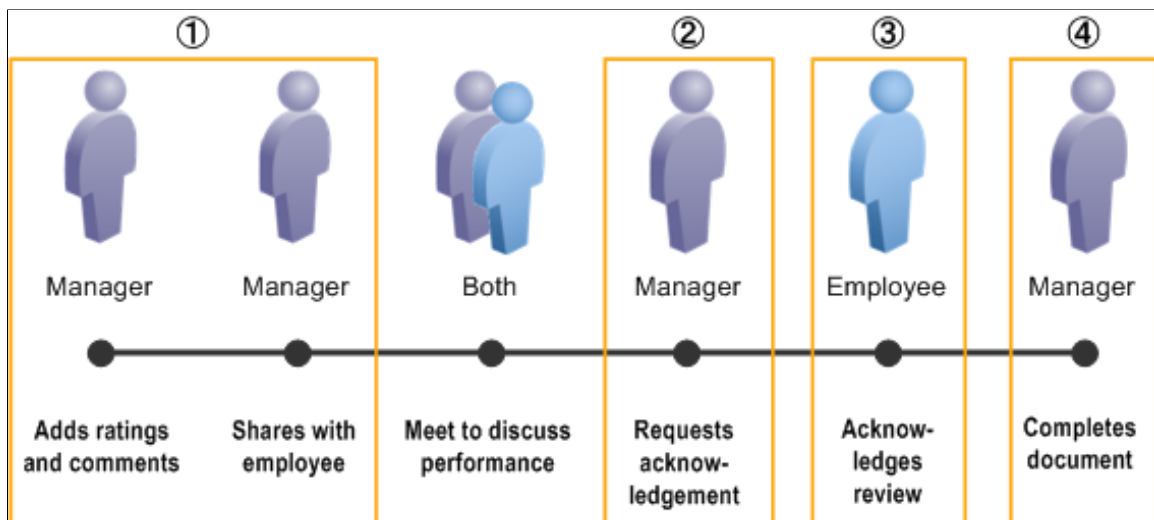 ① ② ③ ④
Manager Manager Both Manager Employee Manager
Adds ratings
and comments
Shares with
employee
Meet to discuss
performance
Requests
acknow-
ledgement
Acknow-
ledges
review
Completes
document